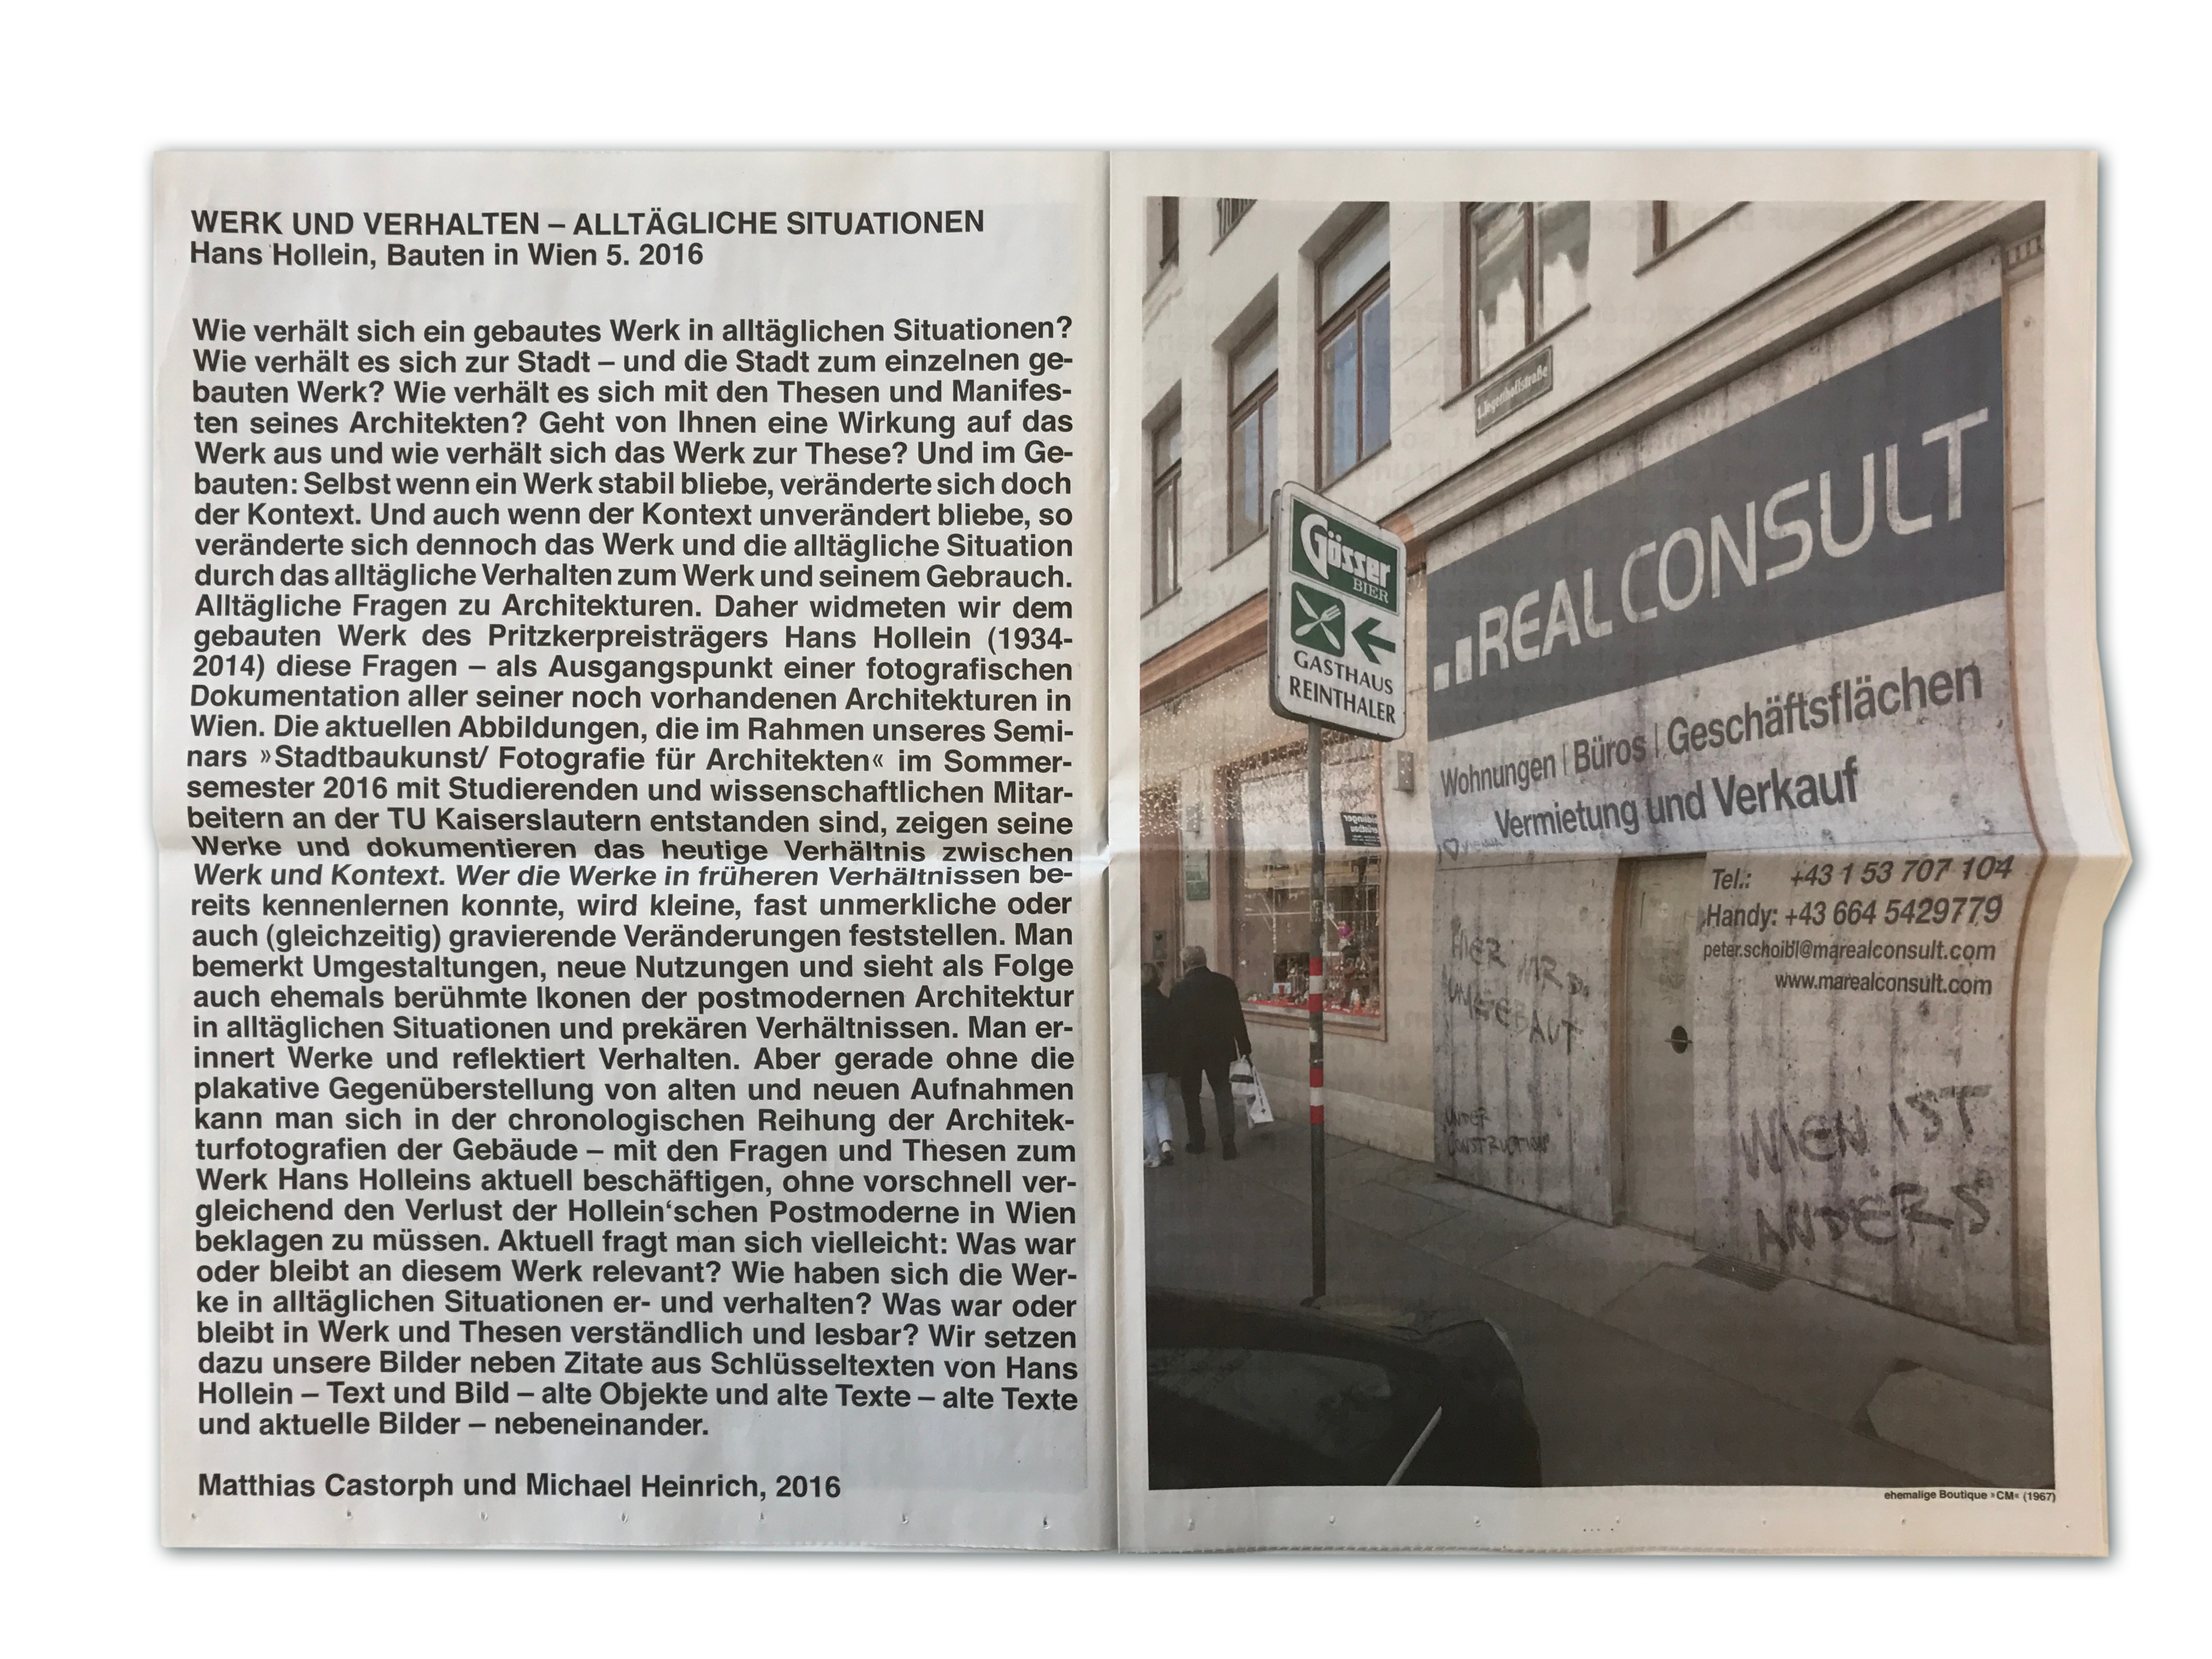 WERK UND VERHALTEN – ALLTÄGLICHE SITUATIONEN
Hans Hollein, Bauten in Wien 5. 2016
Wie verhält sich ein gebautes Werk in alltäglichen Situationen?
Wie verhält es sich zur Stadt – und die Stadt zum einzelnen ge-
bauten Werk? Wie verhält es sich mit den Thesen und Manifes-
ten seines Architekten? Geht von Ihnen eine Wirkung auf das
Werk aus und wie verhält sich das Werk zur These? Und im Ge-
bauten: Selbst wenn ein Werk stabil bliebe, veränderte sich doch
der Kontext. Und auch wenn der Kontext unverändert bliebe, so
veränderte sich dennoch das Werk und die alltägliche Situation
durch das alltägliche Verhalten zum Werk und seinem Gebrauch.
Alltägliche Fragen zu Architekturen. Daher widmeten wir dem
gebauten Werk des Pritzkerpreisträgers Hans Hollein (1934-
2014) diese Fragen – als Ausgangspunkt einer fotografischen
Dokumentation aller seiner noch vorhandenen Architekturen in
Wien. Die aktuellen Abbildungen, die im Rahmen unseres Semi-
nars »Stadtbaukunst/ Fotografie für Architekten« im Sommer-
semester 2016 mit Studierenden und wissenschaftlichen Mitar-
beitern an der TU Kaiserslautern entstanden sind, zeigen seine
Werke und dokumentieren das heutige Verhältnis zwischen
Werk und Kontext. Wer die Werke in früheren Verhältnissen be-
reits kennenlernen konnte, wird kleine, fast unmerkliche oder
auch (gleichzeitig) gravierende Veränderungen feststellen. Man
bemerkt Umgestaltungen, neue Nutzungen und sieht als Folge
auch ehemals berühmte Ikonen der postmodernen Architektur
in alltäglichen Situationen und prekären Verhältnissen. Man er-
innert Werke und reflektiert Verhalten. Aber gerade ohne die
plakative Gegenüberstellung von alten und neuen Aufnahmen
kann man sich in der chronologischen Reihung der Architek-
turfotografien der Gebäude – mit den Fragen und Thesen zum
Werk Hans Holleins aktuell beschäftigen, ohne vorschnell ver-
gleichend den Verlust der Hollein‘schen Postmoderne in Wien
beklagen zu müssen. Aktuell fragt man sich vielleicht: Was war
oder bleibt an diesem Werk relevant? Wie haben sich die Wer-
ke in alltäglichen Situationen er- und verhalten? Was war oder
bleibt in Werk und Thesen verständlich und lesbar? Wir setzen
dazu unsere Bilder neben Zitate aus Schlüsseltexten von Hans
Hollein – Text und Bild – alte Objekte und alte Texte – alte Texte
und aktuelle Bilder – nebeneinander.
Matthias Castorph und Michael Heinrich, 2016
1.Tegetthoffstraße
Gösser
BIER
GASTHAUS
REINTHALER
REAL CONSULT
Wohnungen | Büros | Geschäftsflächen
Vermietung und Verkauf
Tel.: +43 1 53 707 104
Handy: +43 664 5429779
peter.schoibl@marealconsult.com
www.marealconsult.com
HIER WIRD
UMGEBAUT
UNDER
CONSTRUCTION
WIEN IST
ANDERS
ehemalige Boutique »CM« (1967)